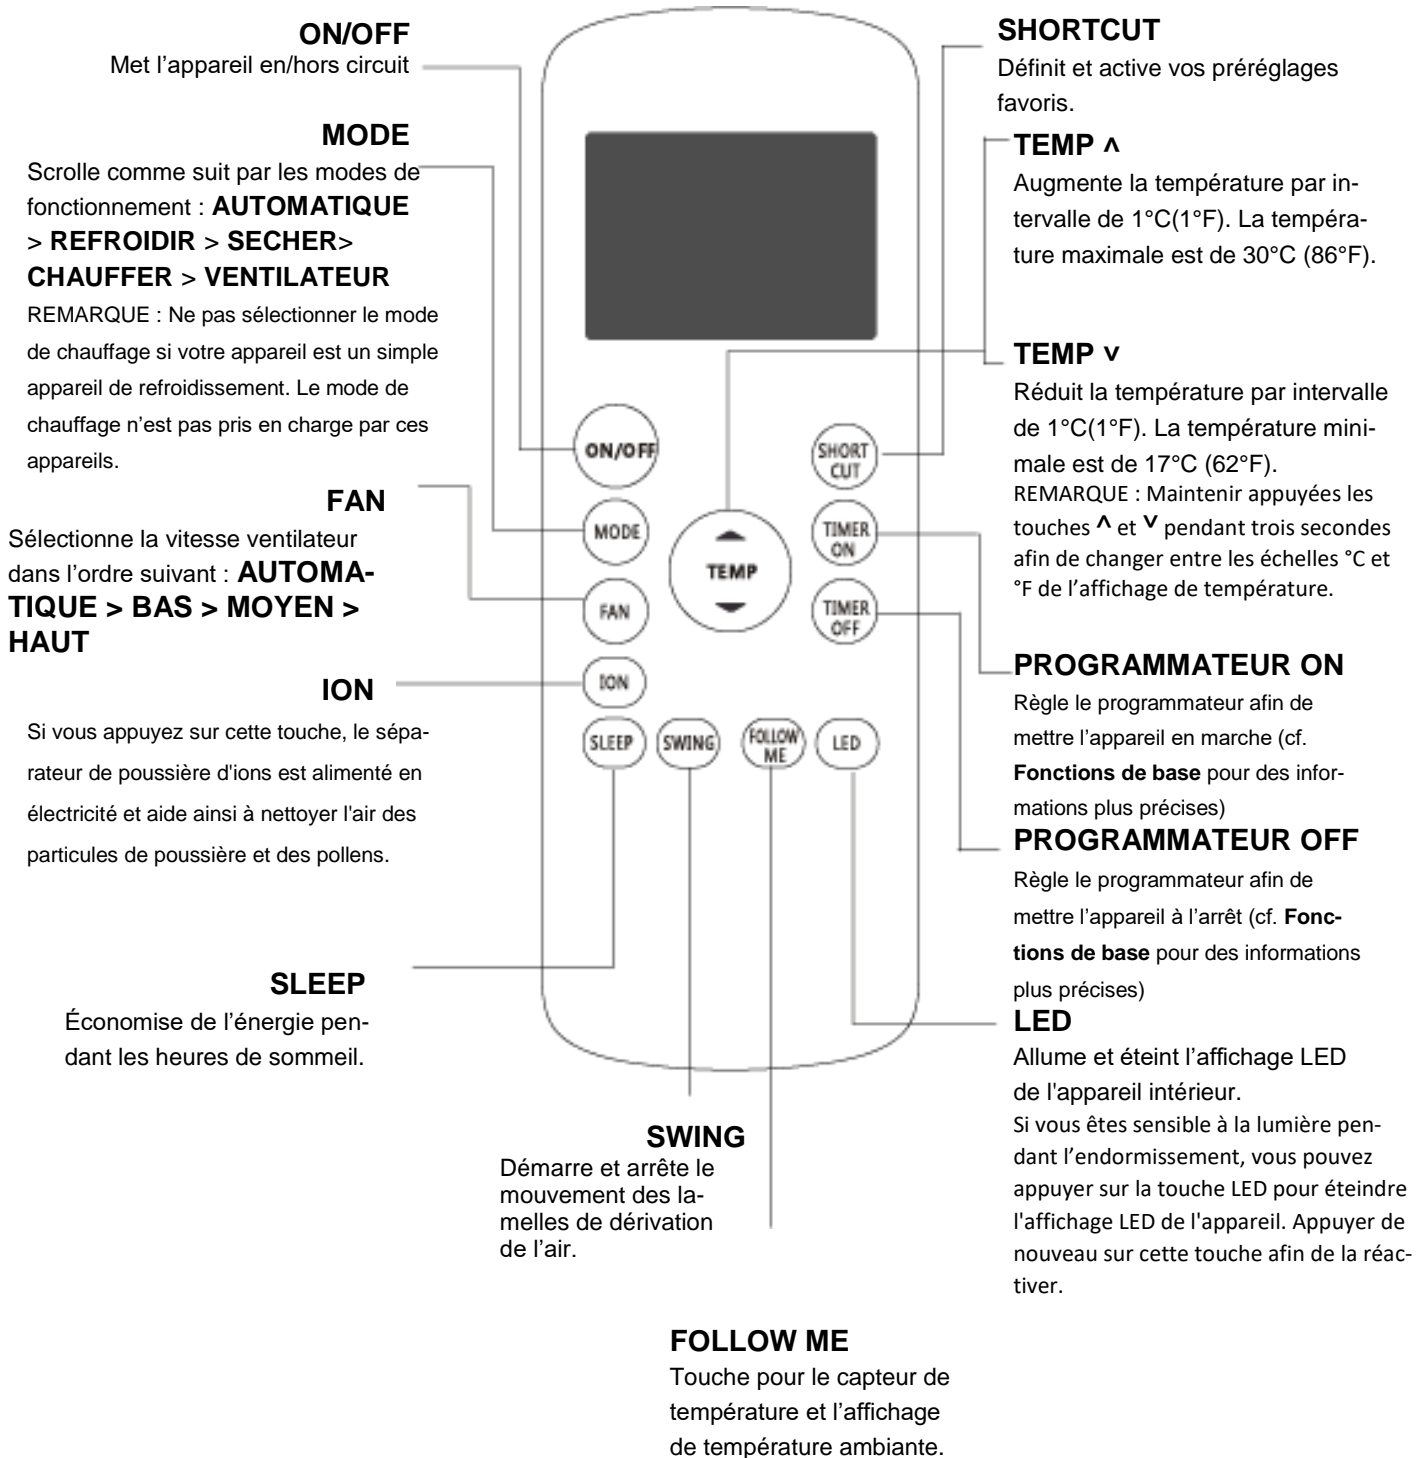 ON/OFF
Met l’appareil en/hors circuit
MODE
Scrolle comme suit par les modes de
fonctionnement : AUTOMATIQUE
> REFROIDIR > SECHER>
CHAUFFER > VENTILATEUR
REMARQUE : Ne pas sélectionner le mode
de chauffage si votre appareil est un simple
appareil de refroidissement. Le mode de
chauffage n’est pas pris en charge par ces
appareils.
FAN
Sélectionne la vitesse ventilateur
dans l’ordre suivant : AUTOMA-
TIQUE > BAS > MOYEN >
HAUT
ION
Si vous appuyez sur cette touche, le sépa-
rateur de poussière d'ions est alimenté en
électricité et aide ainsi à nettoyer l'air des
particules de poussière et des pollens.
SLEEP
Économise de l’énergie pen-
dant les heures de sommeil.
ON/OFF
MODE
FAN
ION
SLEEP
SWING
FOLLOW
ME
LED
TEMP
SHORT
CUT
TIMER
ON
TIMER
OFF
SWING
Démarre et arrête le
mouvement des la-
melles de dérivation
de l’air.
FOLLOW ME
Touche pour le capteur de
température et l’affichage
de température ambiante.
SHORTCUT
Définit et active vos préréglages
favoris.
TEMP ˄
Augmente la température par in-
tervalle de 1°C(1°F). La tempéra-
ture maximale est de 30°C (86°F).
TEMP ˅
Réduit la température par intervalle
de 1°C(1°F). La température mini-
male est de 17°C (62°F).
REMARQUE : Maintenir appuyées les
touches ˄ et ˅ pendant trois secondes
afin de changer entre les échelles °C et
°F de l’affichage de température.
PROGRAMMATEUR ON
Règle le programmateur afin de
mettre l’appareil en marche (cf.
Fonctions de base pour des infor-
mations plus précises)
PROGRAMMATEUR OFF
Règle le programmateur afin de
mettre l’appareil à l’arrêt (cf. Fonc-
tions de base pour des informations
plus précises)
LED
Allume et éteint l’affichage LED
de l'appareil intérieur.
Si vous êtes sensible à la lumière pen-
dant l’endormissement, vous pouvez
appuyer sur la touche LED pour éteindre
l'affichage LED de l'appareil. Appuyer de
nouveau sur cette touche afin de la réac-
tiver.